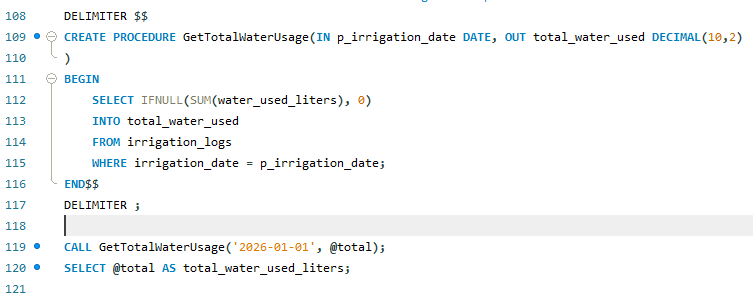 108 DELIMITER $$
109 CREATE PROCEDURE GetTotalWaterUsage(IN p_irrigation_date DATE, OUT total_water_used DECIMAL(10,2)
110 )
111 BEGIN
112 SELECT IFNULL(SUM(water_used_liters), 0)
113 INTO total_water_used
114 FROM irrigation_logs
115 WHERE irrigation_date = p_irrigation_date;
116 END$$
117 DELIMITER ;
118
119 CALL GetTotalWaterUsage('2026-01-01', @total);
120 SELECT @total AS total_water_used_liters;
121